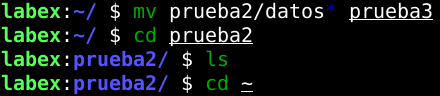 labex:~/ $ mv prueba2/datos* prueba3
labex:~/ $ cd prueba2
labex:prueba2/ $ ls
labex:prueba2/ $ cd ~